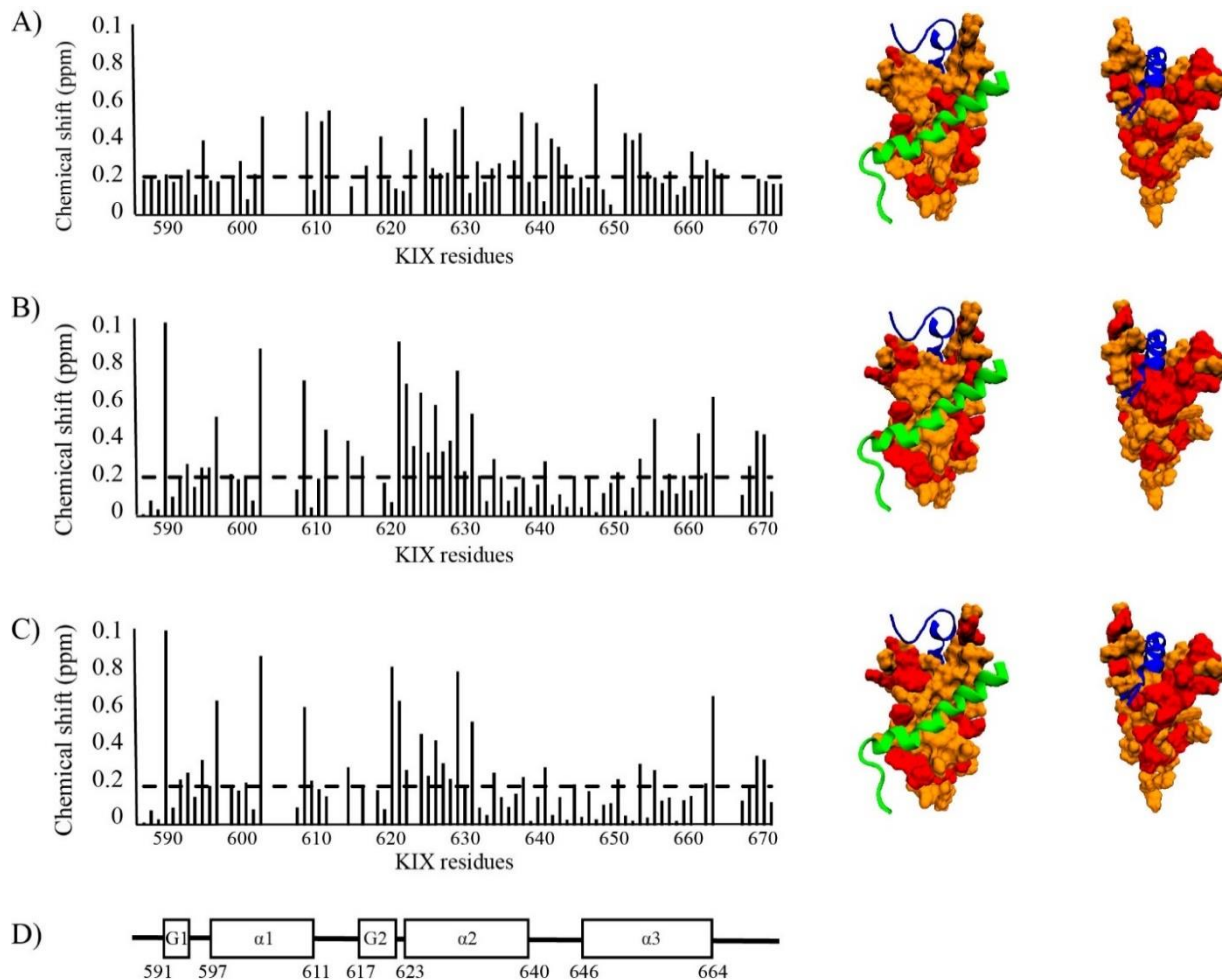 A)
Chemical shift (ppm)
0.1
0.8
0.6
0.4
0.2
0
590 600 610 620 630 640 650 660 670
KIX residues
B)
Chemical shift (ppm)
0.1
0.8
0.6
0.4
0.2
0
590 600 610 620 630 640 650 660 670
KIX residues
C)
Chemical shift (ppm)
0.1
0.8
0.6
0.4
0.2
0
590 600 610 620 630 640 650 660 670
KIX residues
D)
G1 α1 G2 α2 α3
591 597 611 617 623 640 646 664